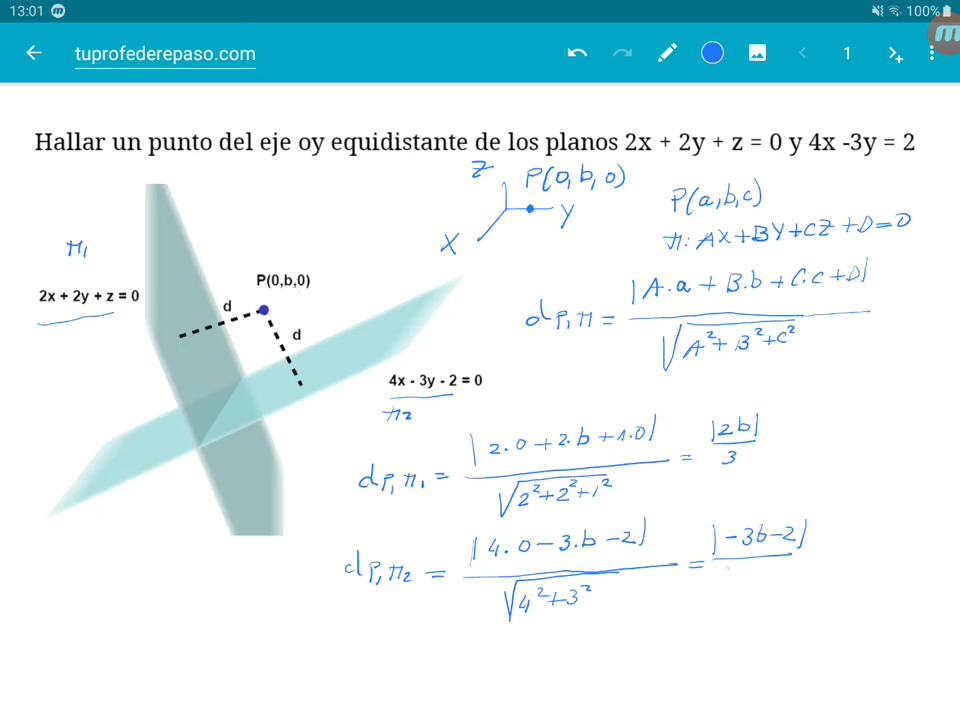 13:01 100%
tuprofederepaso.com 1
Hallar un punto del eje oy equidistante de los planos 2x + 2y + z = 0 y 4x -3y = 2
Z P(0,b,0)
X Y
P(a,b,c)
π: AX+BY+CZ+D=0
π1
2x + 2y + z = 0
P(0,b,0)
d
d
4x - 3y - 2 = 0
π2
dP,π = |A.a + B.b + C.c + D| / √A²+B²+C²
dP,π1 = |2.0 + 2.b + 1.0| / √2²+2²+1² = |2b| / 3
dP,π2 = |4.0 - 3.b - 2| / √4²+3² = |-3b-2|